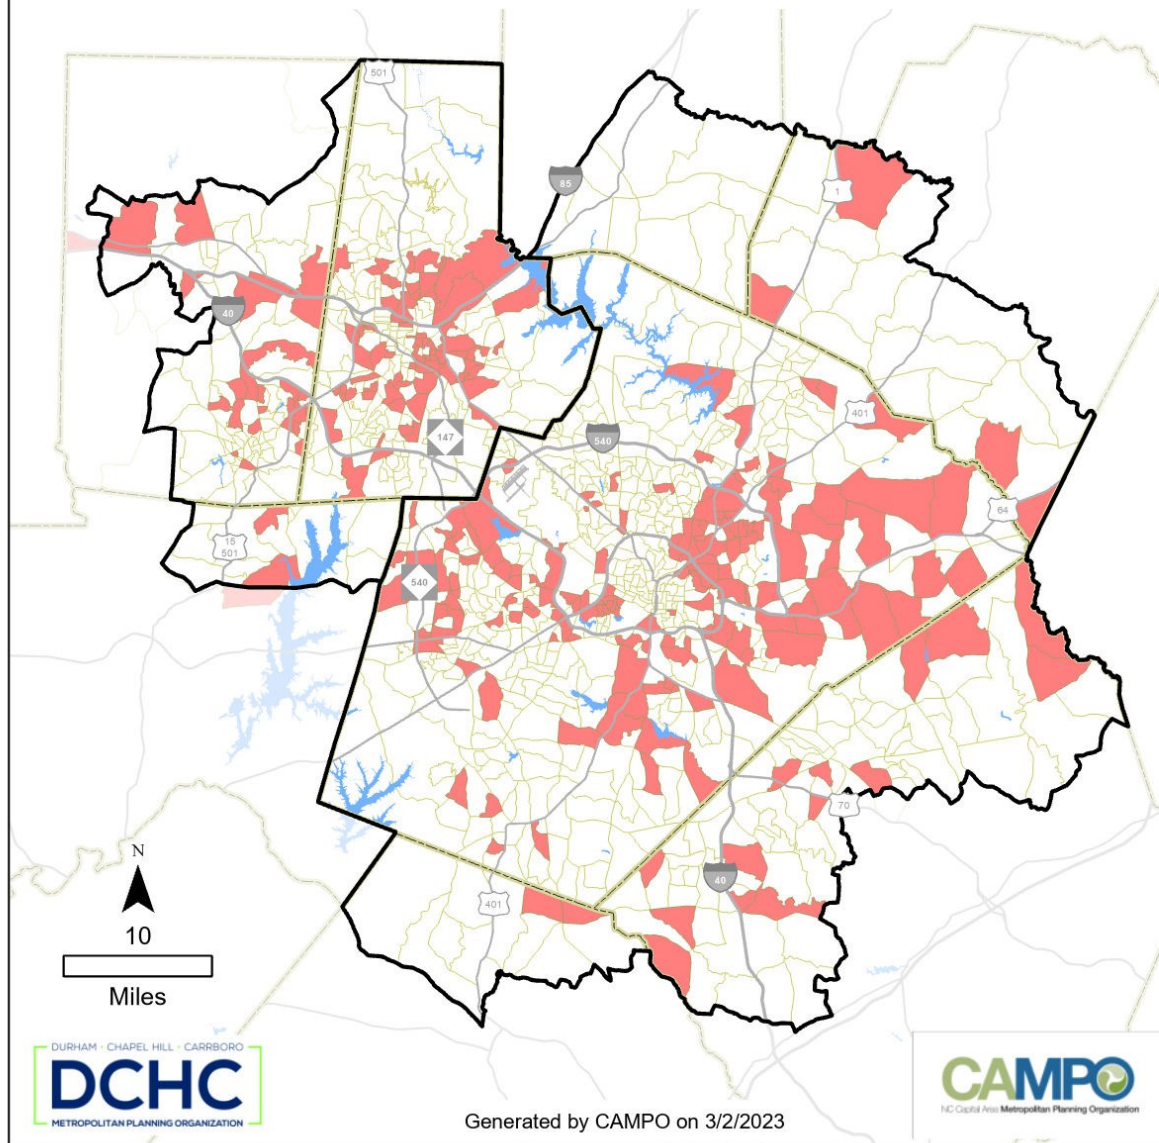 501
85
1
40
401
147
540
64
15
501
540
70
40
401
N
10
Miles
DURHAM · CHAPEL HILL · CARRBORO
DCHC
METROPOLITAN PLANNING ORGANIZATION
Generated by CAMPO on 3/2/2023
CAMPO
NC Capital Area Metropolitan Planning Organization